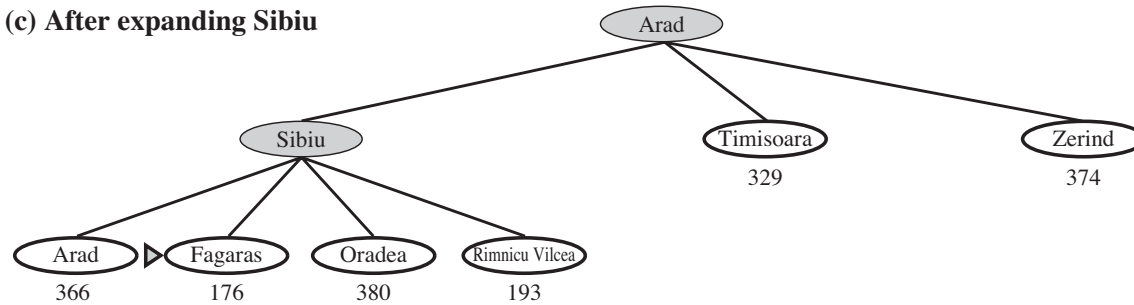 (c) After expanding Sibiu
Arad
Sibiu
Timisoara
Zerind
329
374
Arad
Fagaras
Oradea
Rimnicu Vilcea
366
176
380
193